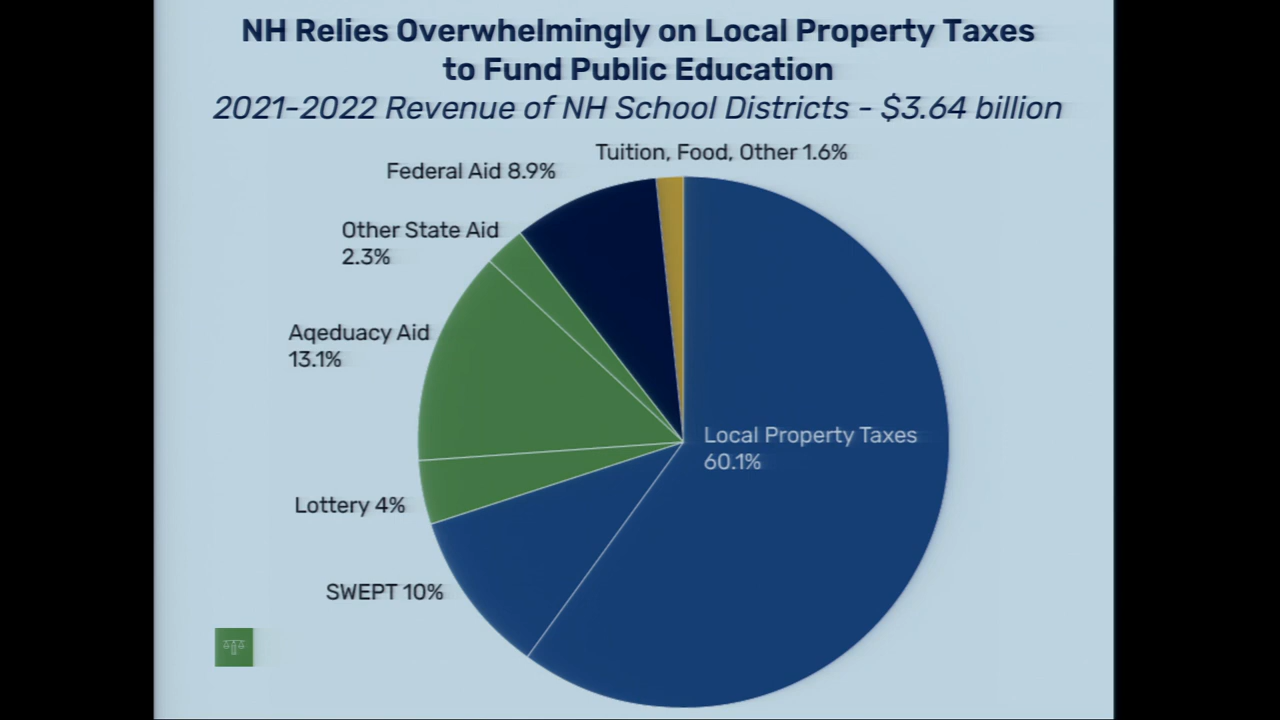 NH Relies Overwhelmingly on Local Property Taxes
to Fund Public Education
2021-2022 Revenue of NH School Districts - $3.64 billion
Tuition, Food, Other 1.6%
Federal Aid 8.9%
Other State Aid
2.3%
Aqeduacy Aid
13.1%
Local Property Taxes
60.1%
Lottery 4%
SWEPT 10%